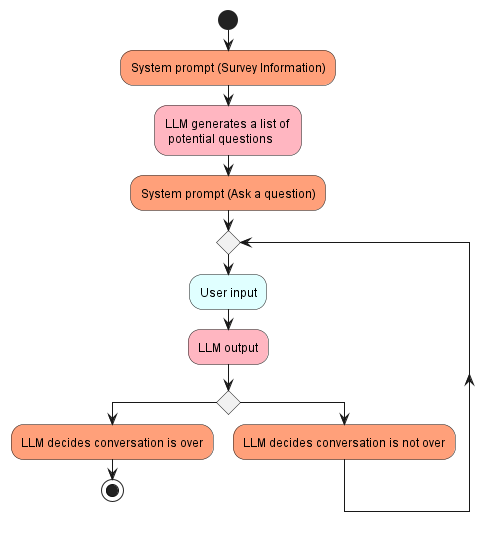 System prompt (Survey Information)
LLM generates a list of
potential questions
System prompt (Ask a question)
User input
LLM output
LLM decides conversation is over
LLM decides conversation is not over